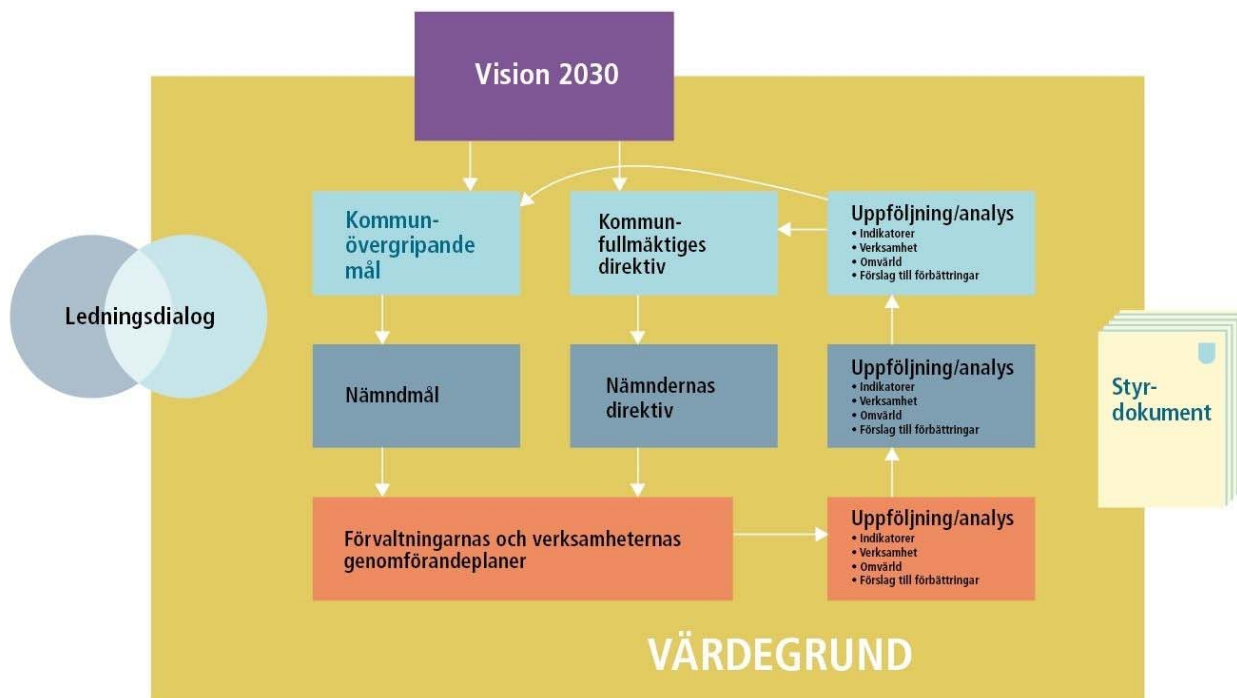 Vision 2030
Kommun-
övergripande
mål
Kommun-
fullmäktiges
direktiv
Uppföljning/analys
• Indikatorer
• Verksamhet
• Omvärld
• Förslag till förbättringar
Ledningsdialog
Nämndmål
Nämndernas
direktiv
Uppföljning/analys
• Indikatorer
• Verksamhet
• Omvärld
• Förslag till förbättringar
Styr-
dokument
Förvaltningarnas och verksamheternas
genomförandeplaner
Uppföljning/analys
• Indikatorer
• Verksamhet
• Omvärld
• Förslag till förbättringar
VÄRDEGRUND